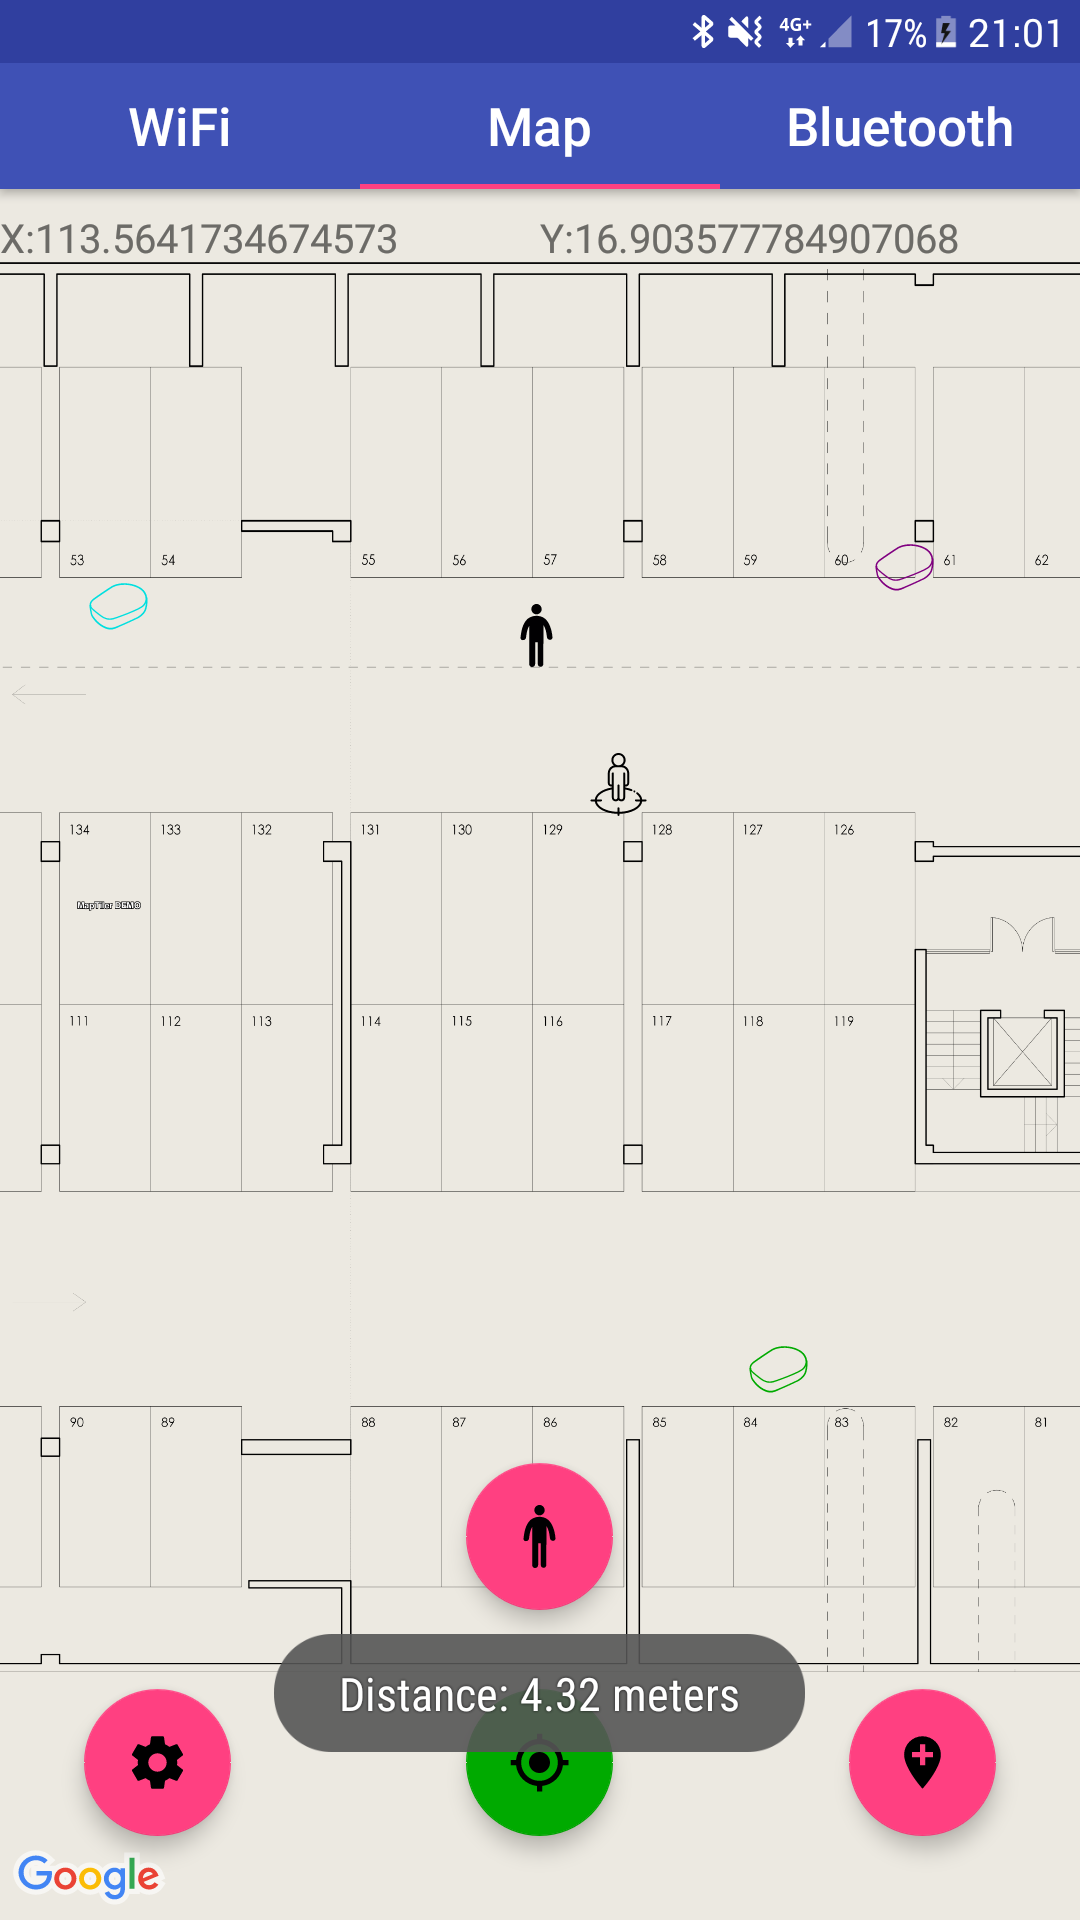 4G+ 17% 21:01
WiFi Map Bluetooth
X:113.5641734674573 Y:16.903577784907068
53 54 55 56 57 58 59 60 61 62
134 133 132 131 130 129 128 127 126
MapTiler DEMO
111 112 113 114 115 116 117 118 119
90 89 88 87 86 85 84 83 82 81
Distance: 4.32 meters
Google